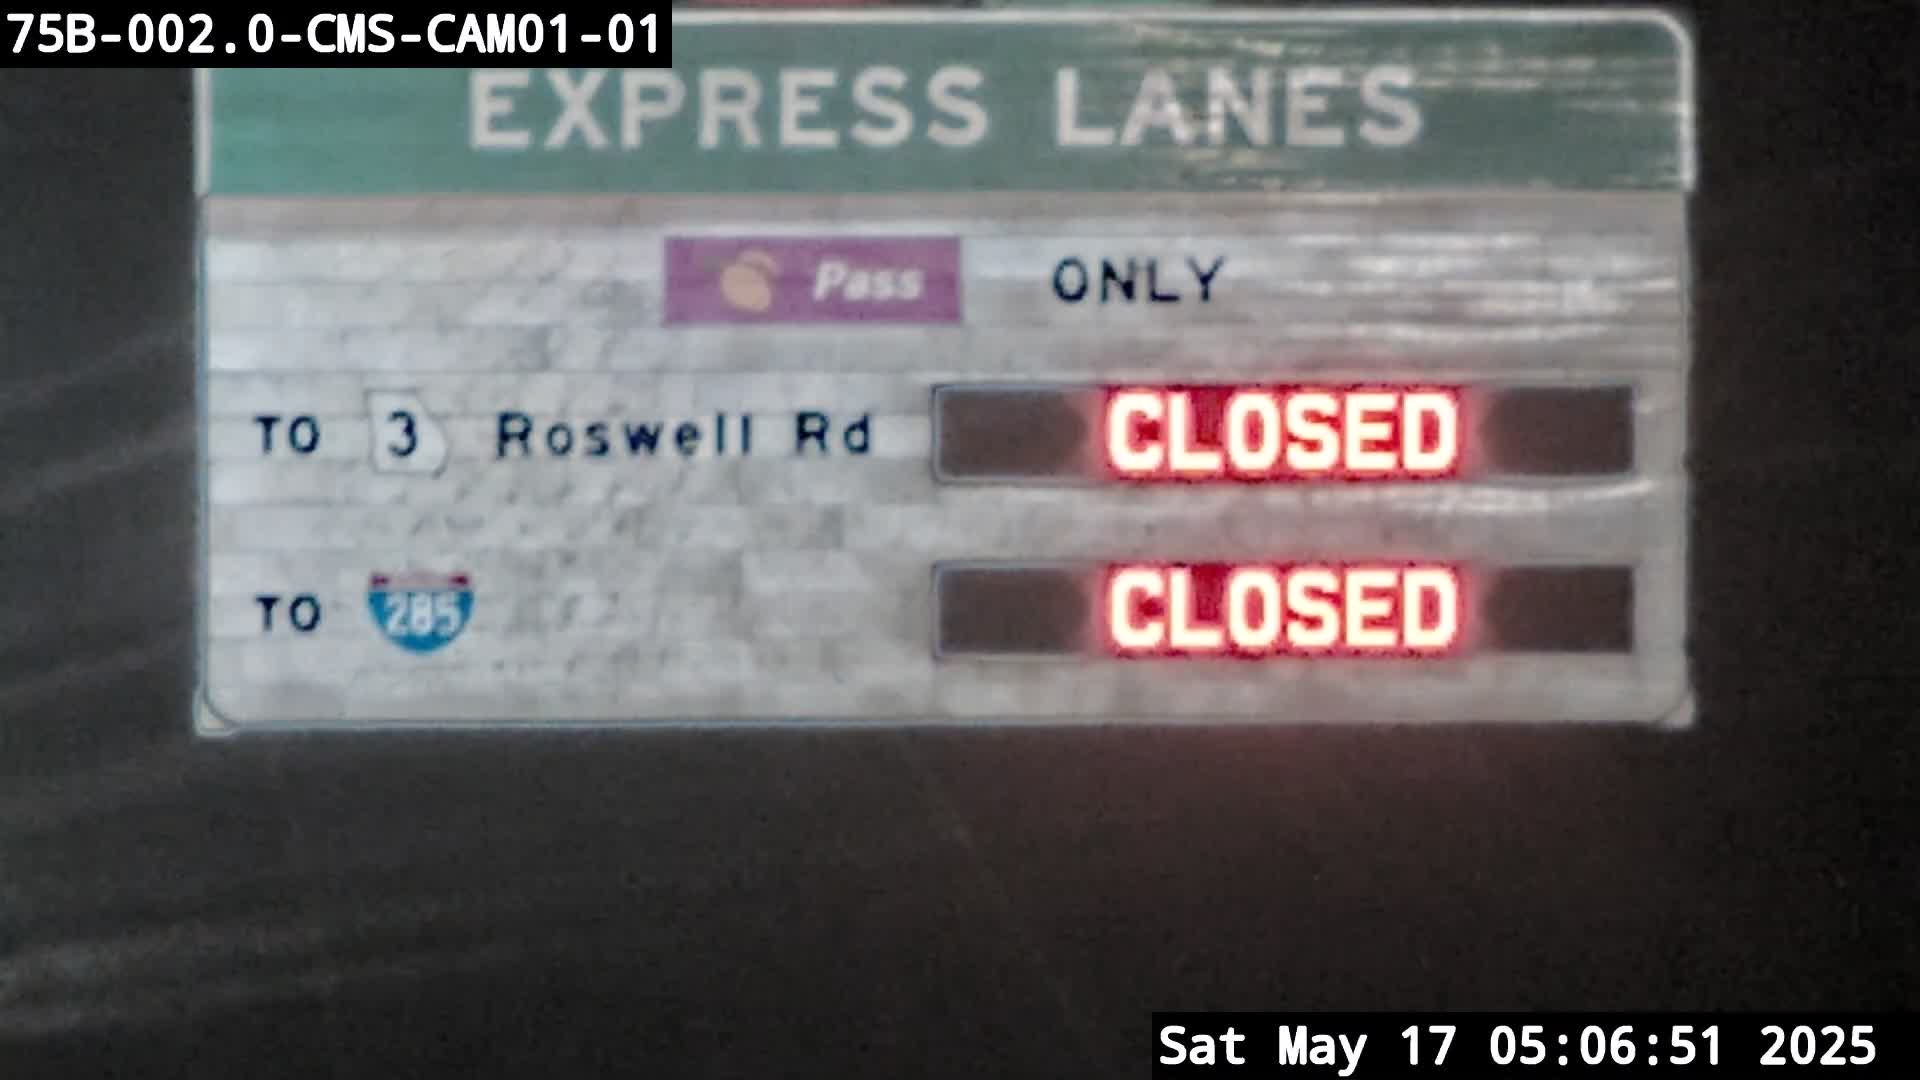 75B-002.0-CMS-CAM01-01
EXPRESS LANES
Pass ONLY
TO 3 Roswell Rd CLOSED
TO 285 CLOSED
Sat May 17 05:06:51 2025